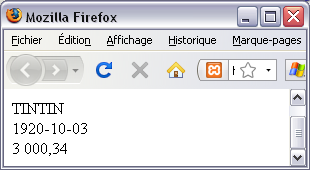 Mozilla Firefox
Fichier Édition Affichage Historique Marque-pages
TINTIN
1920-10-03
3 000,34